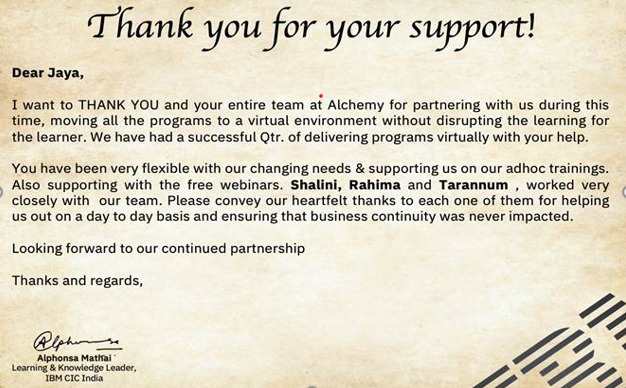 Thank you for your support!
Dear Jaya,
I want to THANK YOU and your entire team at Alchemy for partnering with us during this
time, moving all the programs to a virtual environment without disrupting the learning for
the learner. We have had a successful Qtr. of delivering programs virtually with your help.
You have been very flexible with our changing needs & supporting us on our adhoc trainings.
Also supporting with the free webinars. Shalini, Rahima and Tarannum , worked very
closely with our team. Please convey our heartfelt thanks to each one of them for helping
us out on a day to day basis and ensuring that business continuity was never impacted.
Looking forward to our continued partnership
Thanks and regards,
Alphonsa Mathai
Learning & Knowledge Leader,
IBM CIC India